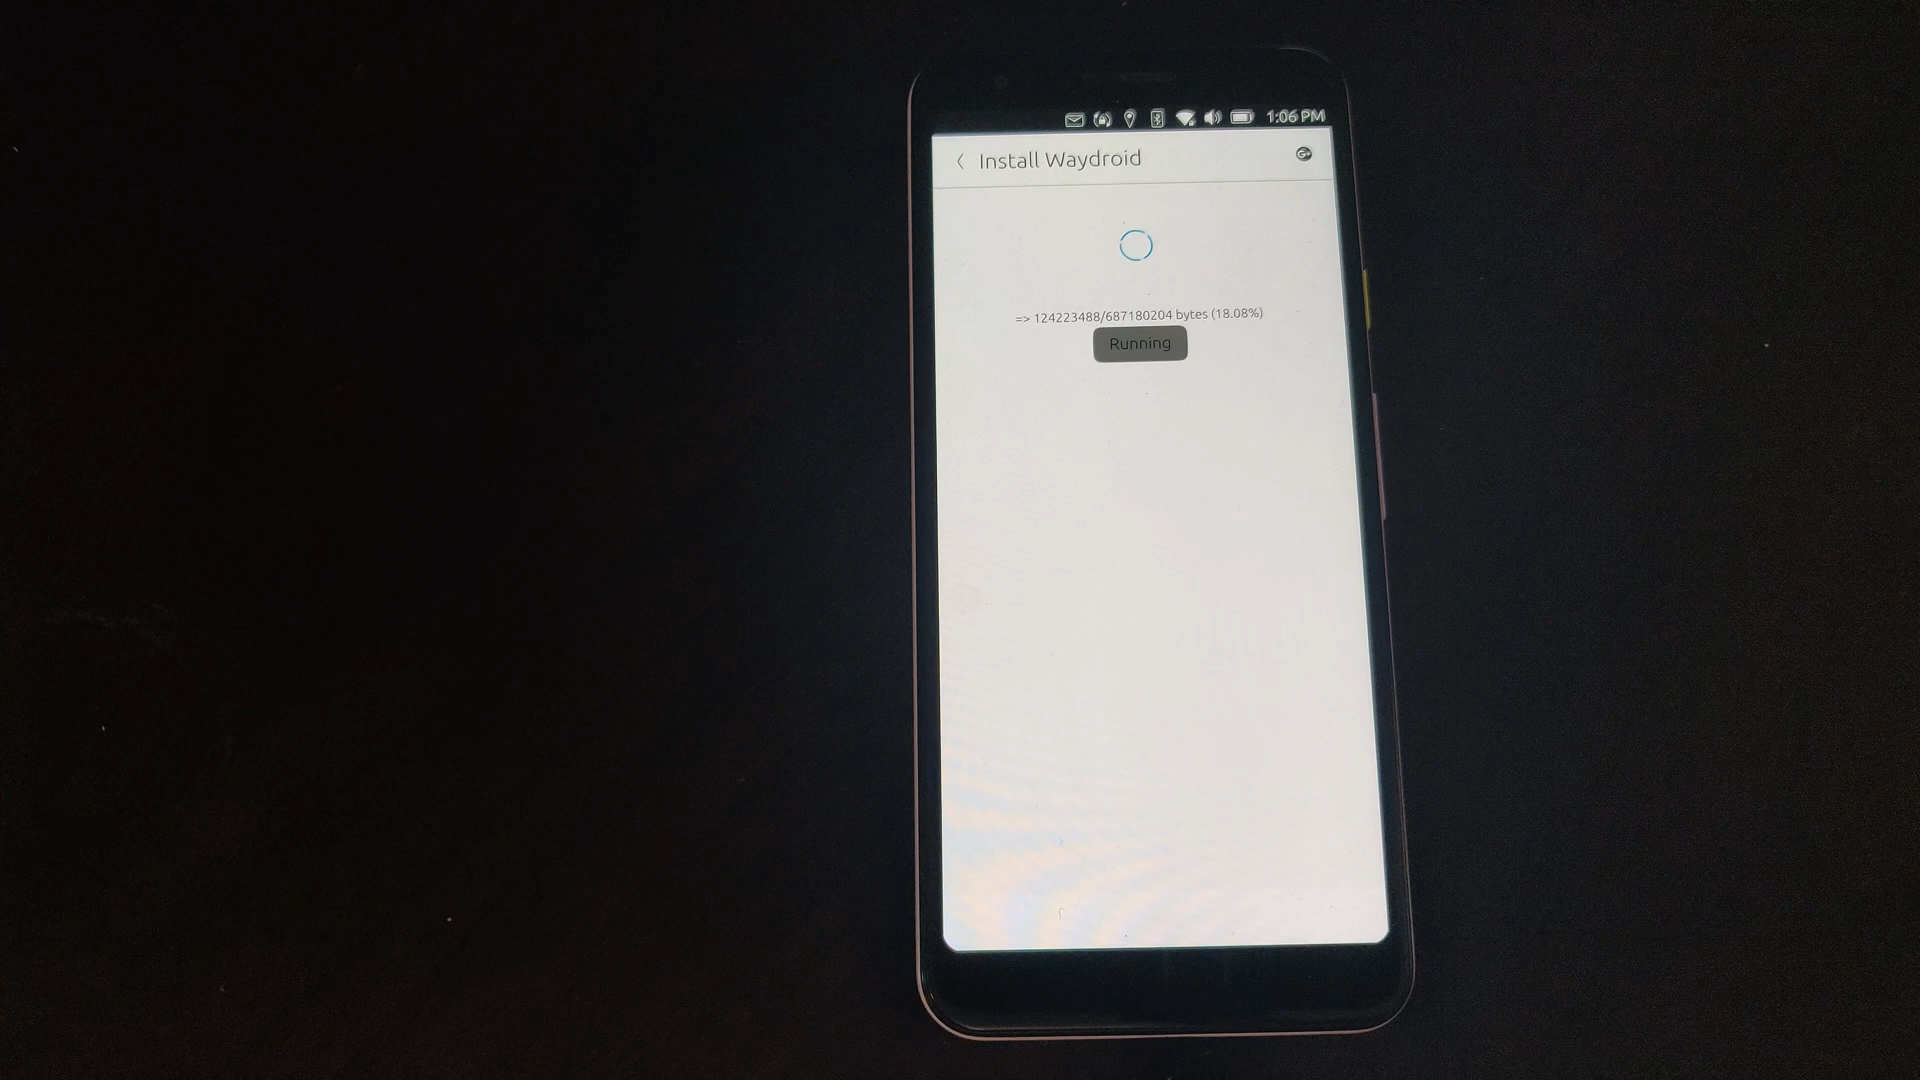 1:06 PM
Install Waydroid
=> 124223488/687180204 bytes (18.08%)
Running